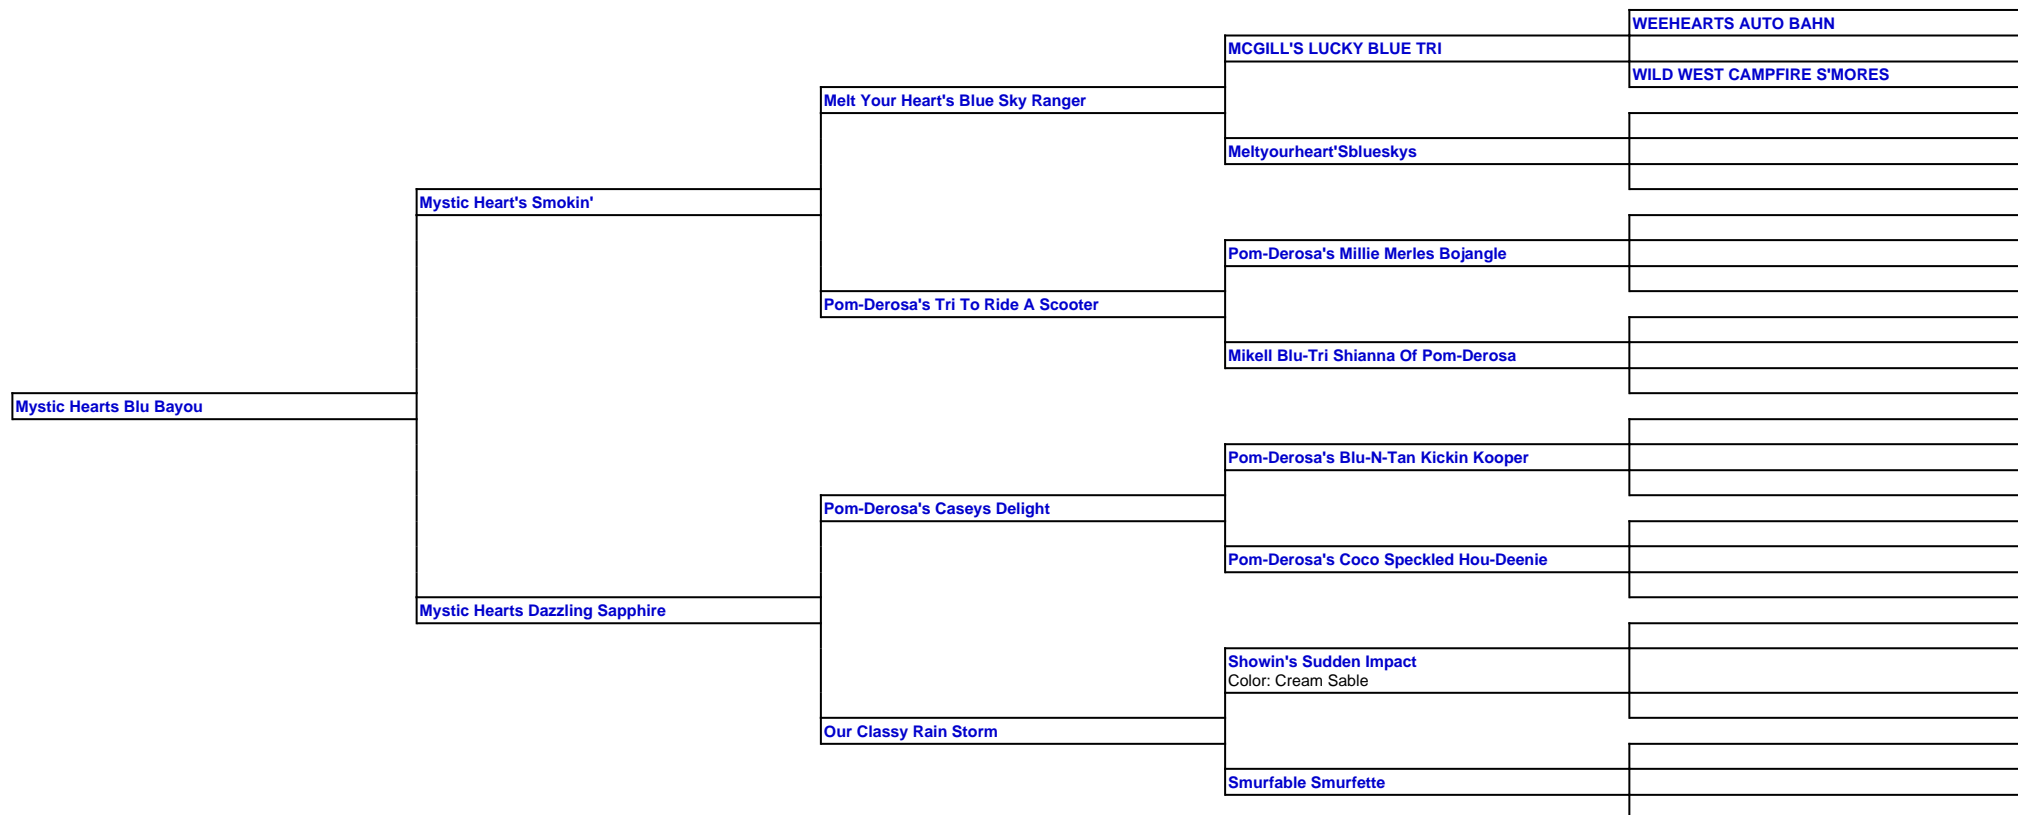 WEEHEARTS AUTO BAHN
MCGILL'S LUCKY BLUE TRI
WILD WEST CAMPFIRE S'MORES
Melt Your Heart's Blue Sky Ranger
Meltyourheart'Sblueskys
Mystic Heart's Smokin'
Pom-Derosa's Millie Merles Bojangle
Pom-Derosa's Tri To Ride A Scooter
Mikell Blu-Tri Shianna Of Pom-Derosa
Mystic Hearts Blu Bayou
Pom-Derosa's Blu-N-Tan Kickin Kooper
Pom-Derosa's Caseys Delight
Pom-Derosa's Coco Speckled Hou-Deenie
Mystic Hearts Dazzling Sapphire
Showin's Sudden Impact
Color: Cream Sable
Our Classy Rain Storm
Smurfable Smurfette